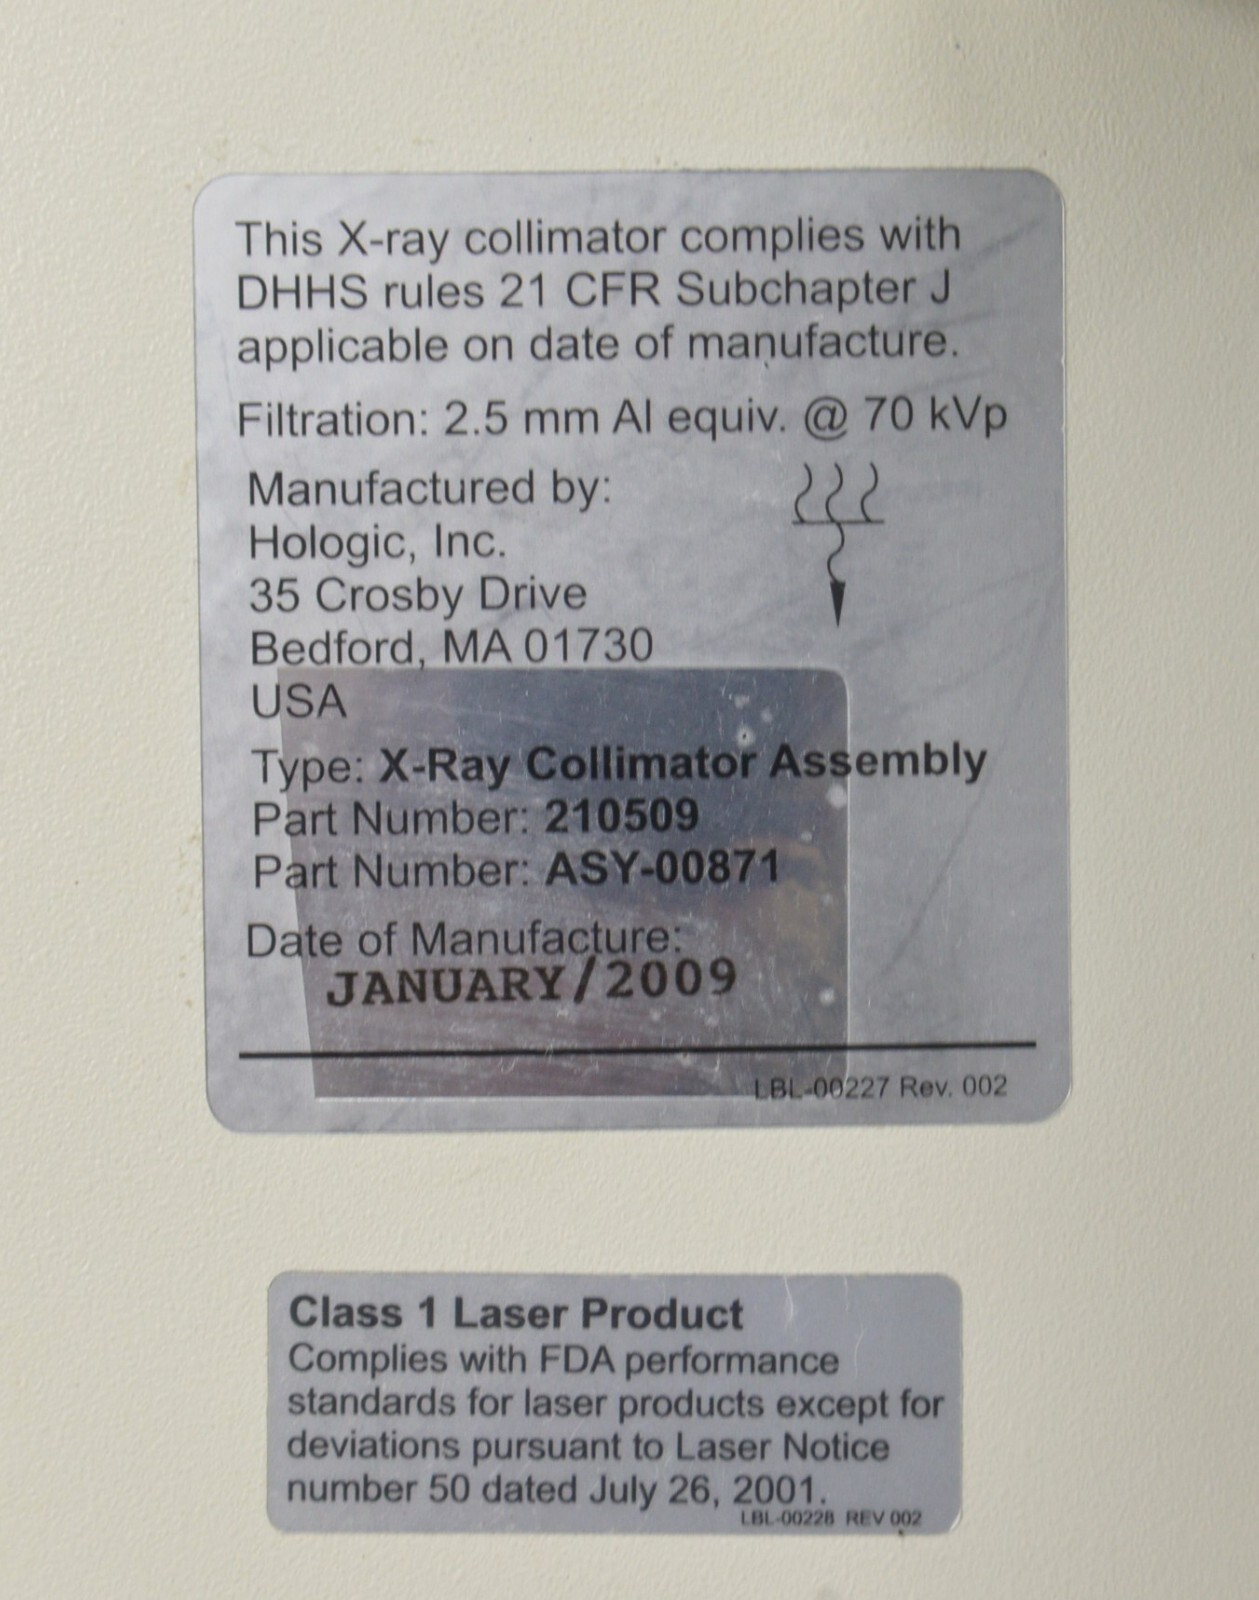 This X-ray collimator complies with
DHHS rules 21 CFR Subchapter J
applicable on date of manufacture.
Filtration: 2.5 mm Al equiv. @ 70 kVp
Manufactured by:
Hologic, Inc.
35 Crosby Drive
Bedford, MA 01730
USA
Type: X-Ray Collimator Assembly
Part Number: 210509
Part Number: ASY-00871
Date of Manufacture:
JANUARY/2009
LBL-00227 Rev. 002
Class 1 Laser Product
Complies with FDA performance
standards for laser products except for
deviations pursuant to Laser Notice
number 50 dated July 26, 2001.
LBL-00228 REV 002